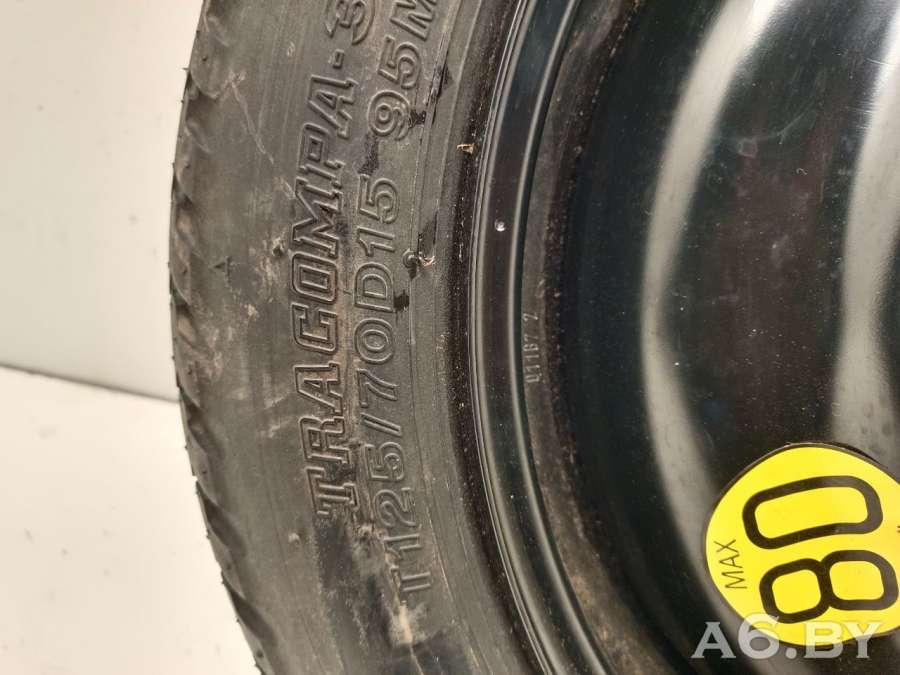 TRACOMPA-3
T125/70D15 95M
MAX
80
A6.BY